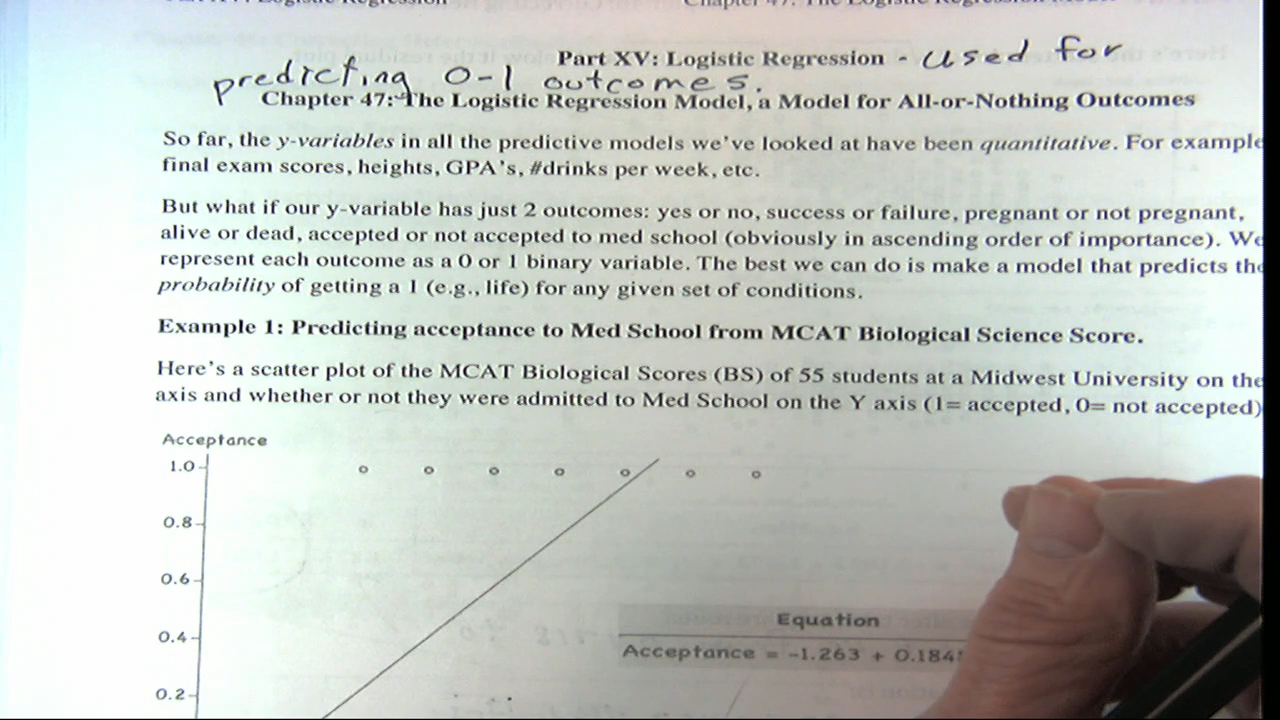 Part XV: Logistic Regression - used for
predicting 0-1 outcomes.
Chapter 47: The Logistic Regression Model, a Model for All-or-Nothing Outcomes
So far, the y-variables in all the predictive models we've looked at have been quantitative. For example
final exam scores, heights, GPA's, #drinks per week, etc.
But what if our y-variable has just 2 outcomes: yes or no, success or failure, pregnant or not pregnant,
alive or dead, accepted or not accepted to med school (obviously in ascending order of importance). We
represent each outcome as a 0 or 1 binary variable. The best we can do is make a model that predicts the
probability of getting a 1 (e.g., life) for any given set of conditions.
Example 1: Predicting acceptance to Med School from MCAT Biological Science Score.
Here's a scatter plot of the MCAT Biological Scores (BS) of 55 students at a Midwest University on the
axis and whether or not they were admitted to Med School on the Y axis (1= accepted, 0= not accepted)
Acceptance
1.0
0.8
0.6
Equation
0.4
Acceptance = -1.263 + 0.184
0.2